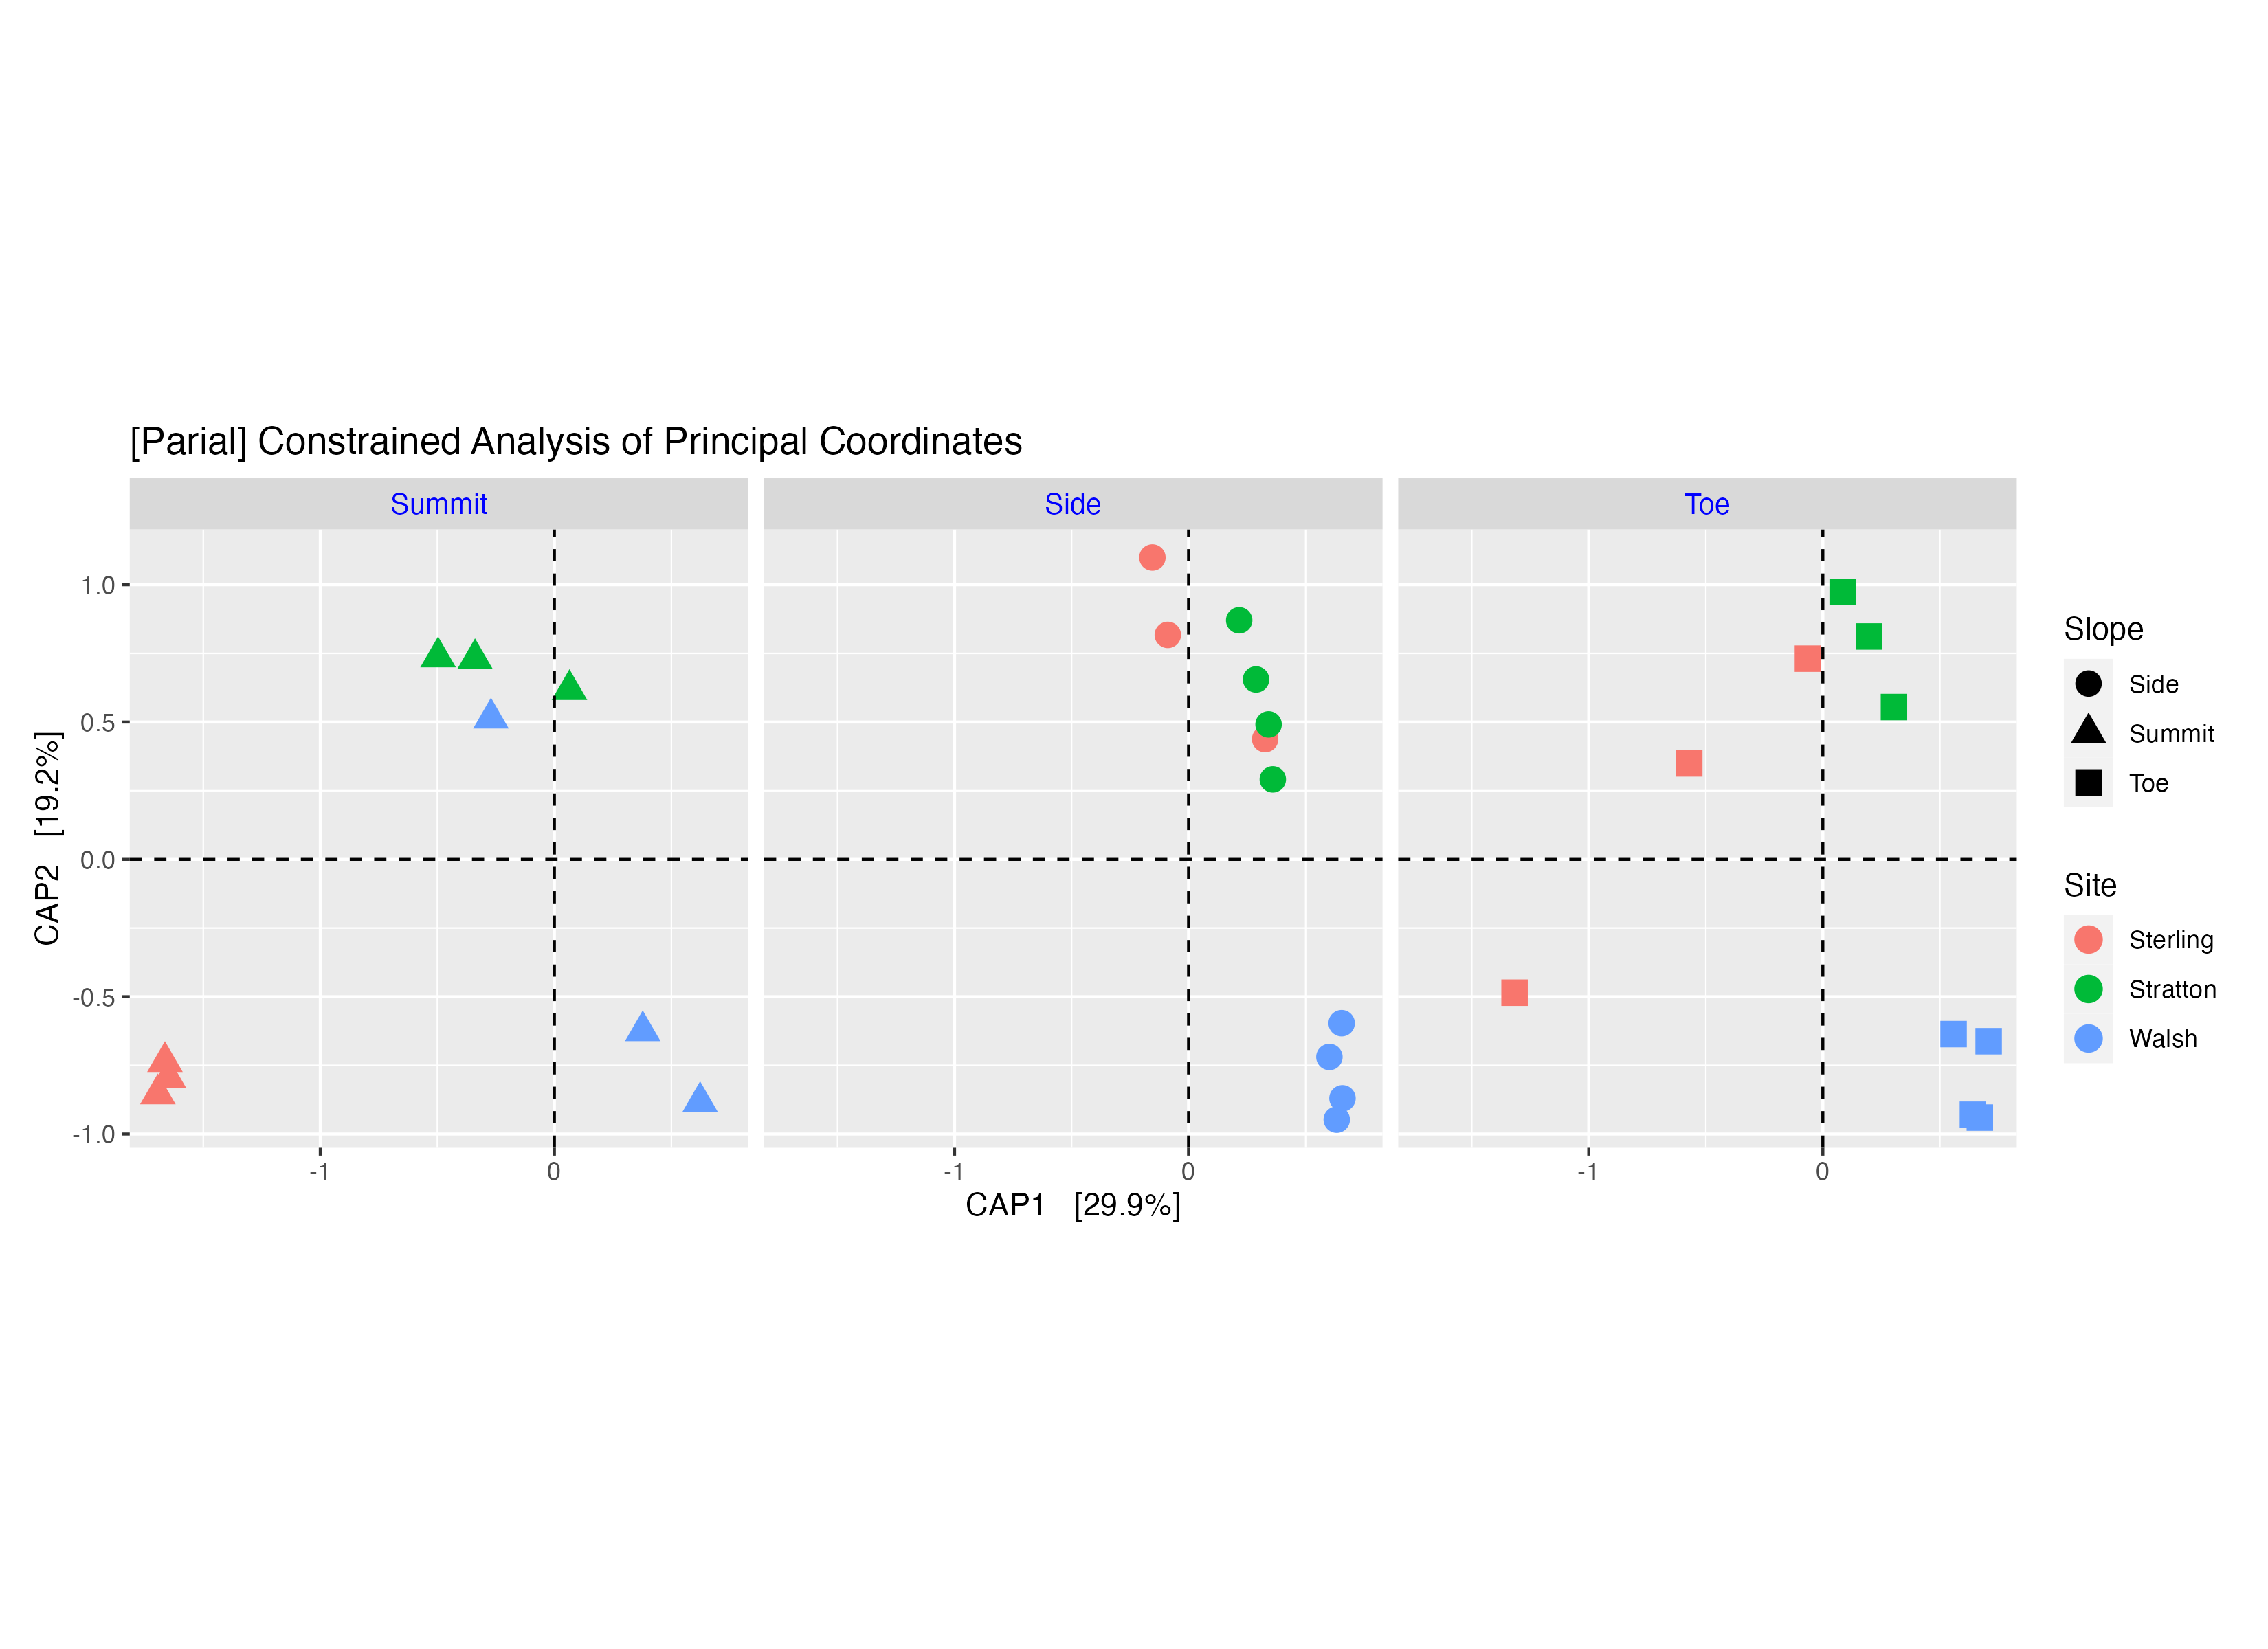 [Parial] Constrained Analysis of Principal Coordinates
Summit
Side
Toe
1.0
0.5
0.0
-0.5
-1.0
CAP2 [19.2%]
-1
0
-1
0
-1
0
CAP1 [29.9%]
Slope
Side
Summit
Toe
Site
Sterling
Stratton
Walsh